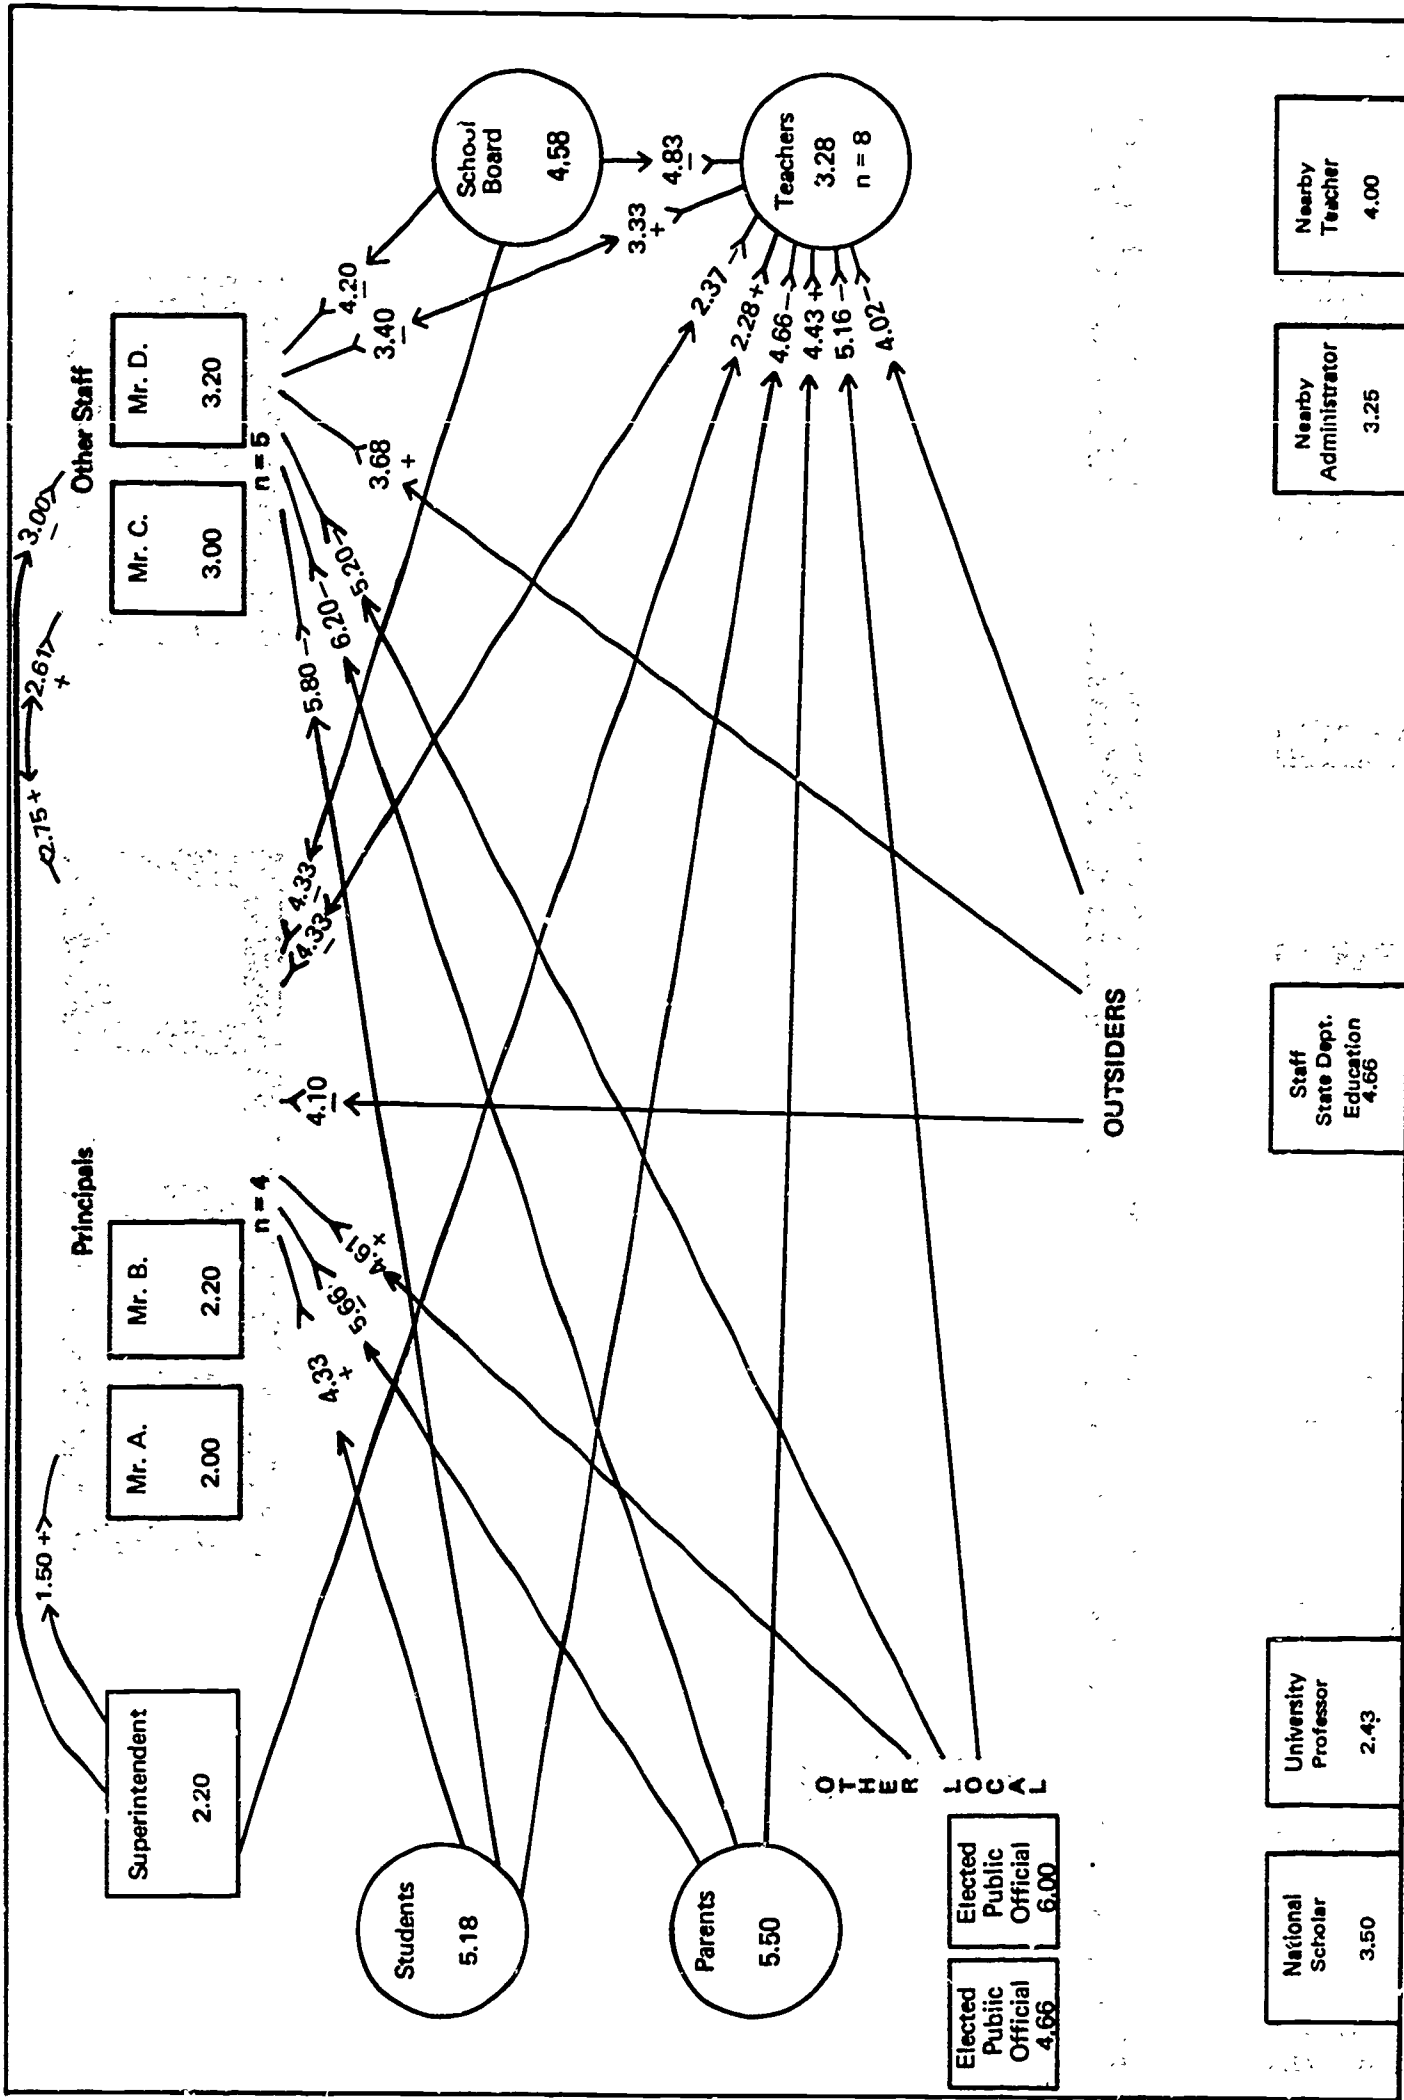 1.50 +
2.75 +
2.61
+
3.00
–
Principals
Other Staff
Superintendent
2.20
Mr. A.
2.00
Mr. B.
2.20
n = 4
Mr. C.
3.00
Mr. D.
3.20
n = 5
4.33
+
5.66
–
4.61
+
4.10
–
4.33
–
4.33
–
5.80 –
6.20 –
5.20
3.68
+
3.40
–
4.20
–
School
Board
4.58
4.83
–
3.33
+
2.37 –
2.28 +
4.66 –
4.43 +
5.16 –
4.02 –
Teachers
3.28
n = 8
Students
5.18
Parents
5.50
OTHER LOCAL
Elected
Public
Official
4.66
Elected
Public
Official
6.00
OUTSIDERS
National
Scholar
3.50
University
Professor
2.43
Staff
State Dept.
Education
4.66
Nearby
Administrator
3.25
Nearby
Teacher
4.00